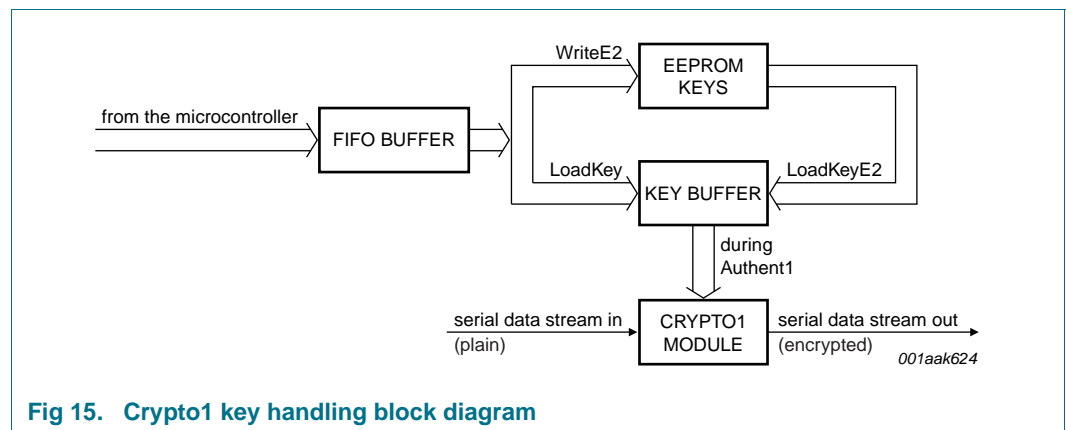 WriteE2
EEPROM
KEYS
from the microcontroller
FIFO BUFFER
LoadKey
LoadKeyE2
KEY BUFFER
during
Authent1
serial data stream in
(plain)
CRYPTO1
MODULE
serial data stream out
(encrypted)
001aak624
Fig 15. Crypto1 key handling block diagram